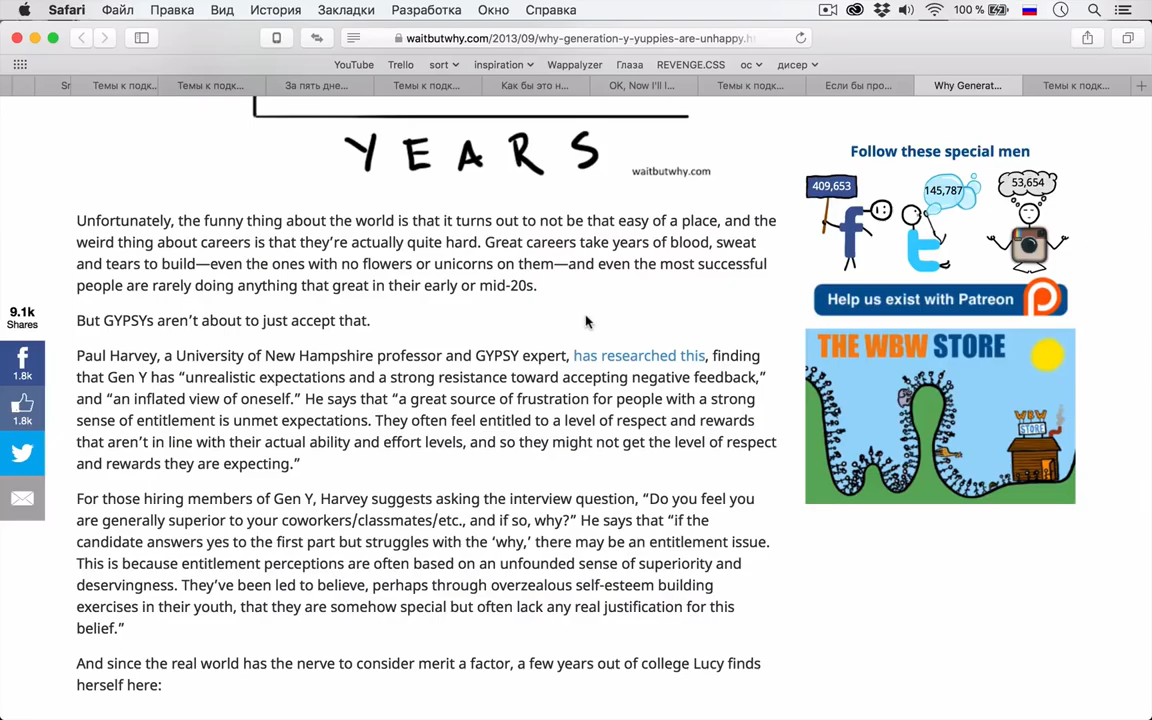 Safari Файл Правка Вид История Закладки Разработка Окно Справка 100 %
waitbutwhy.com/2013/09/why-generation-y-yuppies-are-unhappy.h
YouTube Trello sort inspiration Wappalyzer Глаза REVENGE.CSS ос дисер
Sr Темы к подк... Темы к подк... За пять дне... Темы к подк... Как бы это н... OK, Now I'll I... Темы к подк... Если бы про... Why Generat... Темы к подк...
YEARS
waitbutwhy.com
Unfortunately, the funny thing about the world is that it turns out to not be that easy of a place, and the
weird thing about careers is that they’re actually quite hard. Great careers take years of blood, sweat
and tears to build—even the ones with no flowers or unicorns on them—and even the most successful
people are rarely doing anything that great in their early or mid-20s.
But GYPSYs aren’t about to just accept that.
Paul Harvey, a University of New Hampshire professor and GYPSY expert, has researched this, finding
that Gen Y has “unrealistic expectations and a strong resistance toward accepting negative feedback,”
and “an inflated view of oneself.” He says that “a great source of frustration for people with a strong
sense of entitlement is unmet expectations. They often feel entitled to a level of respect and rewards
that aren’t in line with their actual ability and effort levels, and so they might not get the level of respect
and rewards they are expecting.”
For those hiring members of Gen Y, Harvey suggests asking the interview question, “Do you feel you
are generally superior to your coworkers/classmates/etc., and if so, why?” He says that “if the
candidate answers yes to the first part but struggles with the ‘why,’ there may be an entitlement issue.
This is because entitlement perceptions are often based on an unfounded sense of superiority and
deservingness. They’ve been led to believe, perhaps through overzealous self-esteem building
exercises in their youth, that they are somehow special but often lack any real justification for this
belief.”
And since the real world has the nerve to consider merit a factor, a few years out of college Lucy finds
herself here:
9.1k
Shares
1.8k
1.8k
Follow these special men
409,653 145,787 53,654
Help us exist with Patreon
THE WBW STORE
WBW
STORE